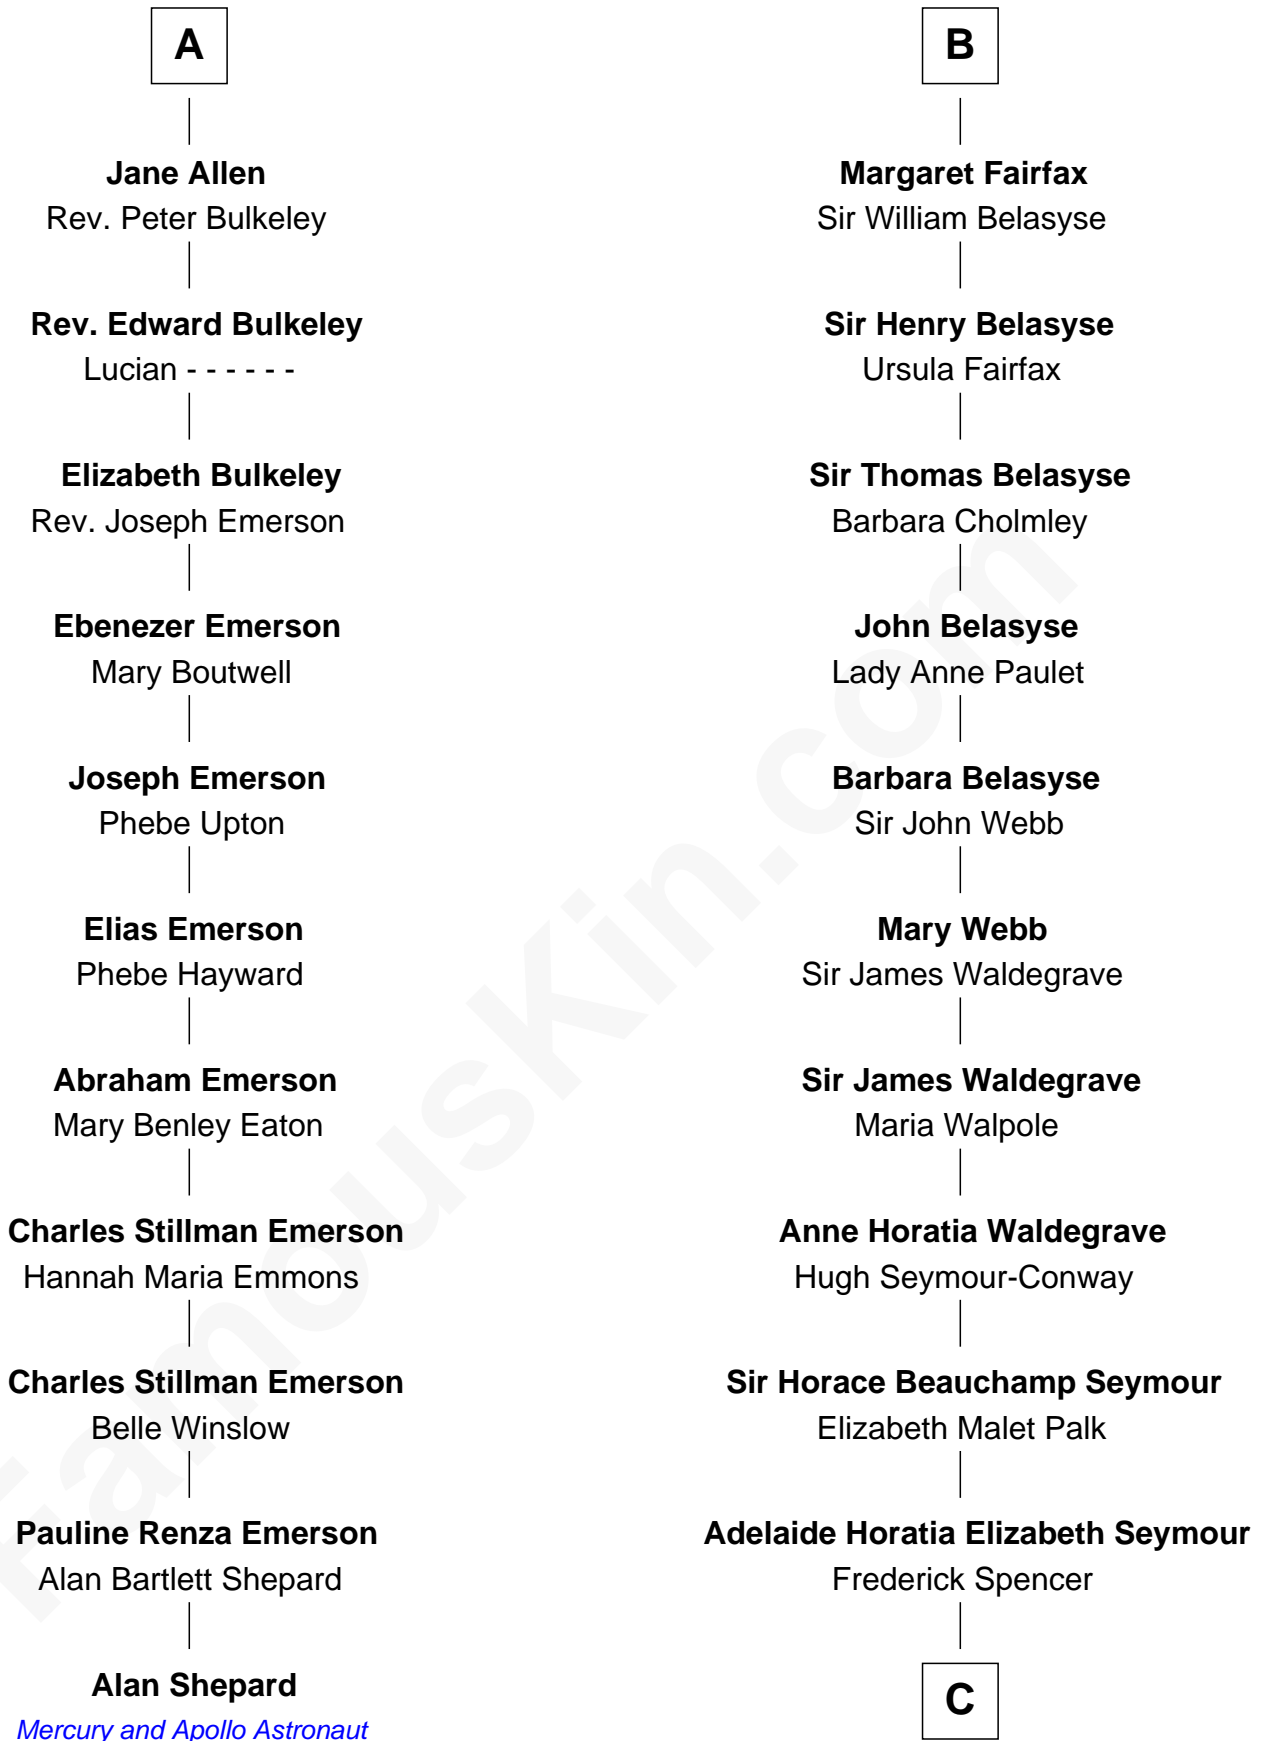 A
Jane Allen
Rev. Peter Bulkeley
Rev. Edward Bulkeley
Lucian - - - - - -
Elizabeth Bulkeley
Rev. Joseph Emerson
Ebenezer Emerson
Mary Boutwell
Joseph Emerson
Phebe Upton
Elias Emerson
Phebe Hayward
Abraham Emerson
Mary Benley Eaton
Charles Stillman Emerson
Hannah Maria Emmons
Charles Stillman Emerson
Belle Winslow
Pauline Renza Emerson
Alan Bartlett Shepard
Alan Shepard
Mercury and Apollo Astronaut
B
Margaret Fairfax
Sir William Belasyse
Sir Henry Belasyse
Ursula Fairfax
Sir Thomas Belasyse
Barbara Cholmley
John Belasyse
Lady Anne Paulet
Barbara Belasyse
Sir John Webb
Mary Webb
Sir James Waldegrave
Sir James Waldegrave
Maria Walpole
Anne Horatia Waldegrave
Hugh Seymour-Conway
Sir Horace Beauchamp Seymour
Elizabeth Malet Palk
Adelaide Horatia Elizabeth Seymour
Frederick Spencer
C
FamousKin.com